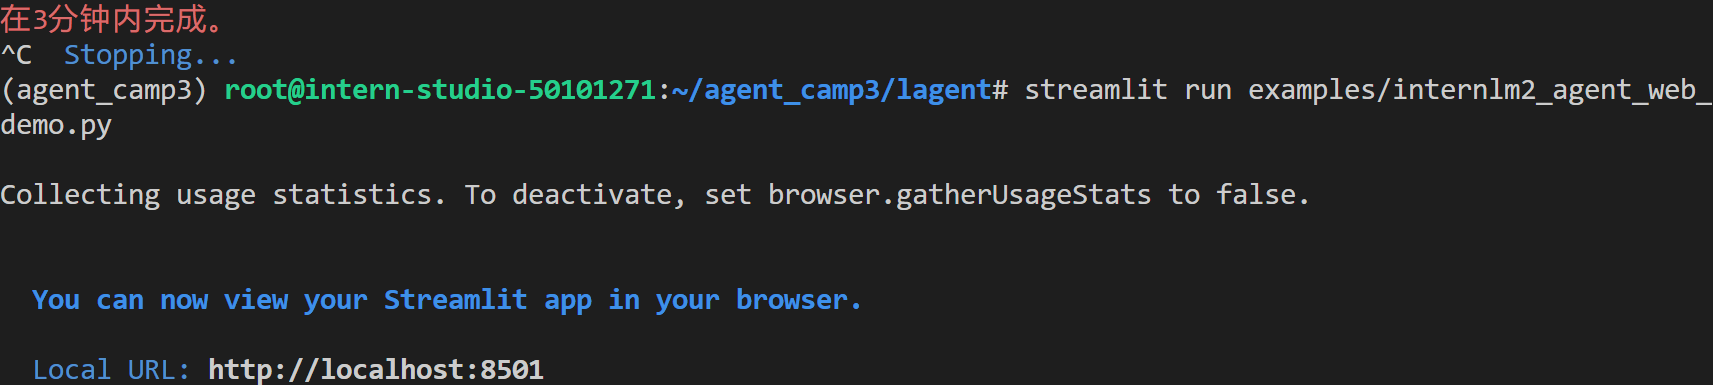 在3分钟内完成。
^C  Stopping...
(agent_camp3) root@intern-studio-50101271:~/agent_camp3/lagent# streamlit run examples/internlm2_agent_web_
demo.py
Collecting usage statistics. To deactivate, set browser.gatherUsageStats to false.
You can now view your Streamlit app in your browser.
Local URL: http://localhost:8501